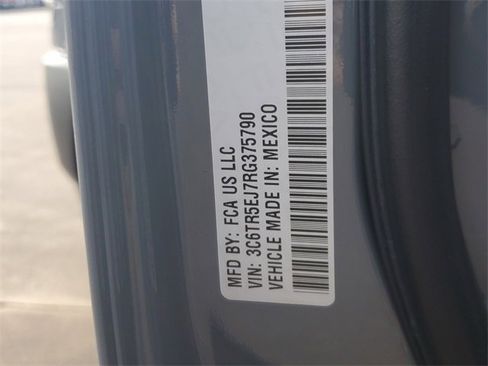 MFD BY: FCA US LLC
VIN: 3C6TR5EJ7RG375790
VEHICLE MADE IN: MEXICO